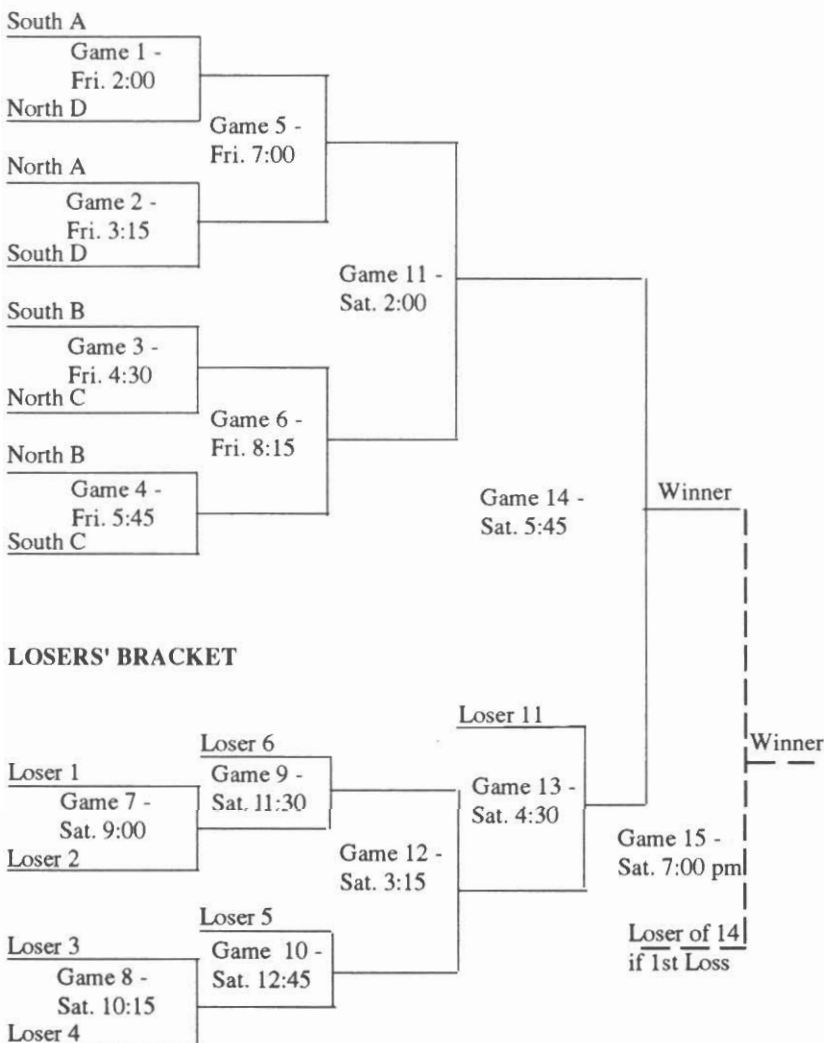 South A
Game 1 -
Fri. 2:00
North D
Game 5 -
Fri. 7:00
North A
Game 2 -
Fri. 3:15
South D
Game 11 -
Sat. 2:00
South B
Game 3 -
Fri. 4:30
North C
Game 6 -
Fri. 8:15
North B
Game 4 -
Fri. 5:45
South C
Game 14 -
Sat. 5:45
Winner
LOSERS' BRACKET
Loser 11
Loser 6
Winner
Loser 1
Game 9 -
Sat. 11:30
Game 7 -
Sat. 9:00
Game 13 -
Sat. 4:30
Loser 2
Game 12 -
Sat. 3:15
Game 15 -
Sat. 7:00 pm
Loser 5
Loser 3
Game 10 -
Sat. 12:45
Loser of 14
if 1st Loss
Game 8 -
Sat. 10:15
Loser 4